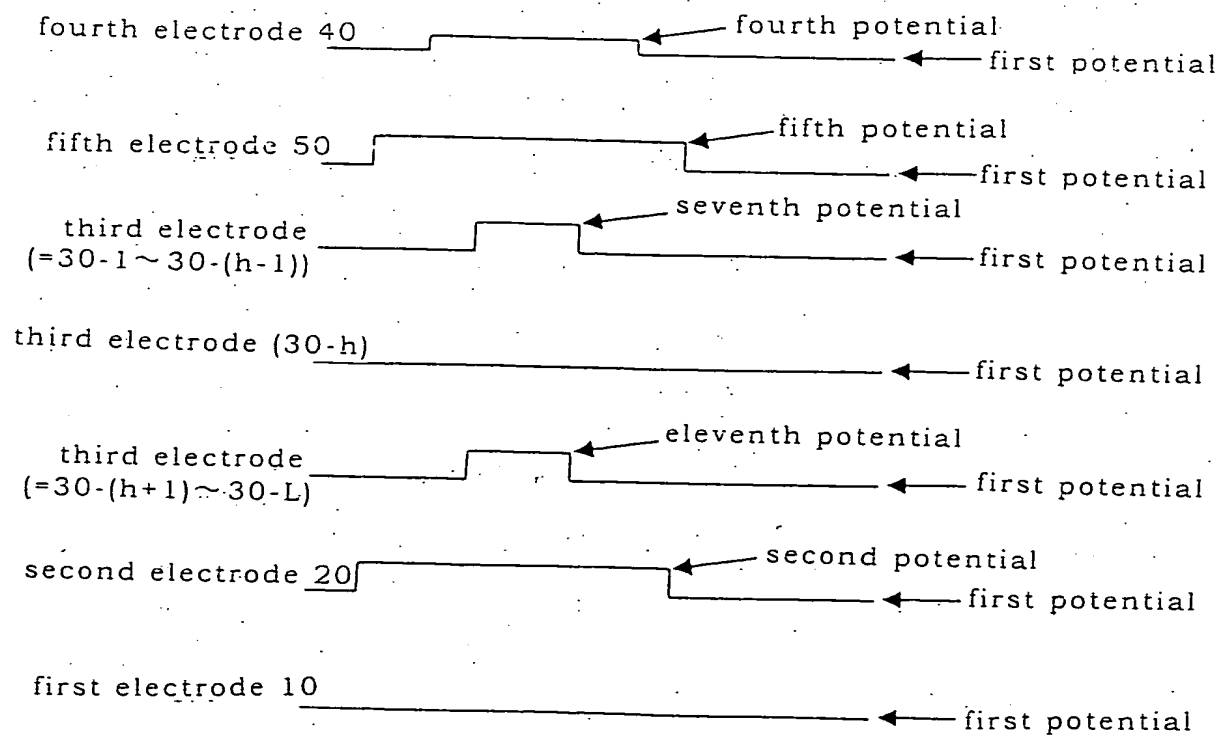 fourth electrode 40
fourth potential
first potential
fifth electrode 50
fifth potential
first potential
third electrode
(=30-1~30-(h-1))
seventh potential
first potential
third electrode (30-h)
first potential
third electrode
(=30-(h+1)~30-L)
eleventh potential
first potential
second electrode 20
second potential
first potential
first electrode 10
first potential